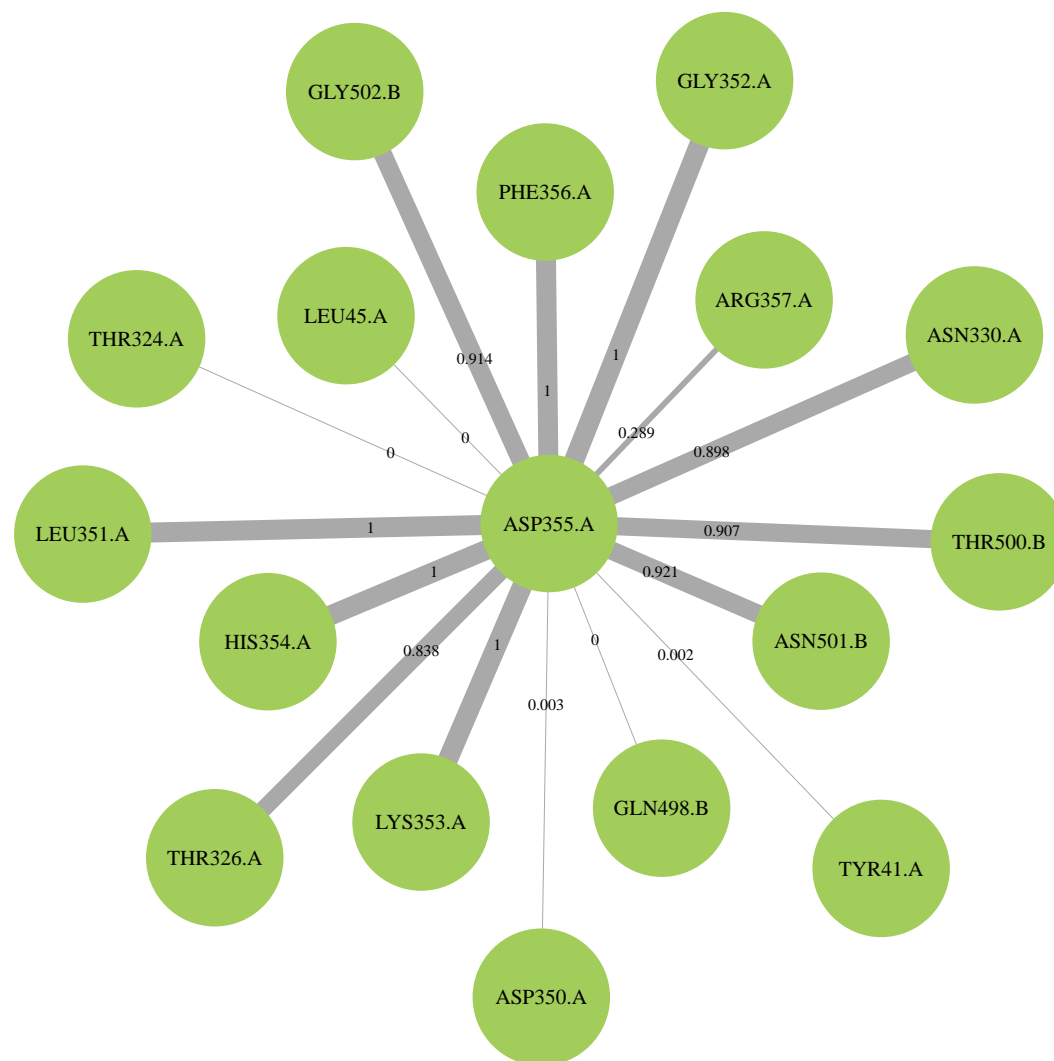 GLY352.A
GLY502.B
PHE356.A
ARG357.A
LEU45.A
ASN330.A
THR324.A
1
0.914
1
0.289
0
0.898
0
ASP355.A
1
0.907
LEU351.A
THR500.B
1
0.921
HIS354.A
ASN501.B
0
1
0.838
0.002
0.003
GLN498.B
LYS353.A
THR326.A
TYR41.A
ASP350.A